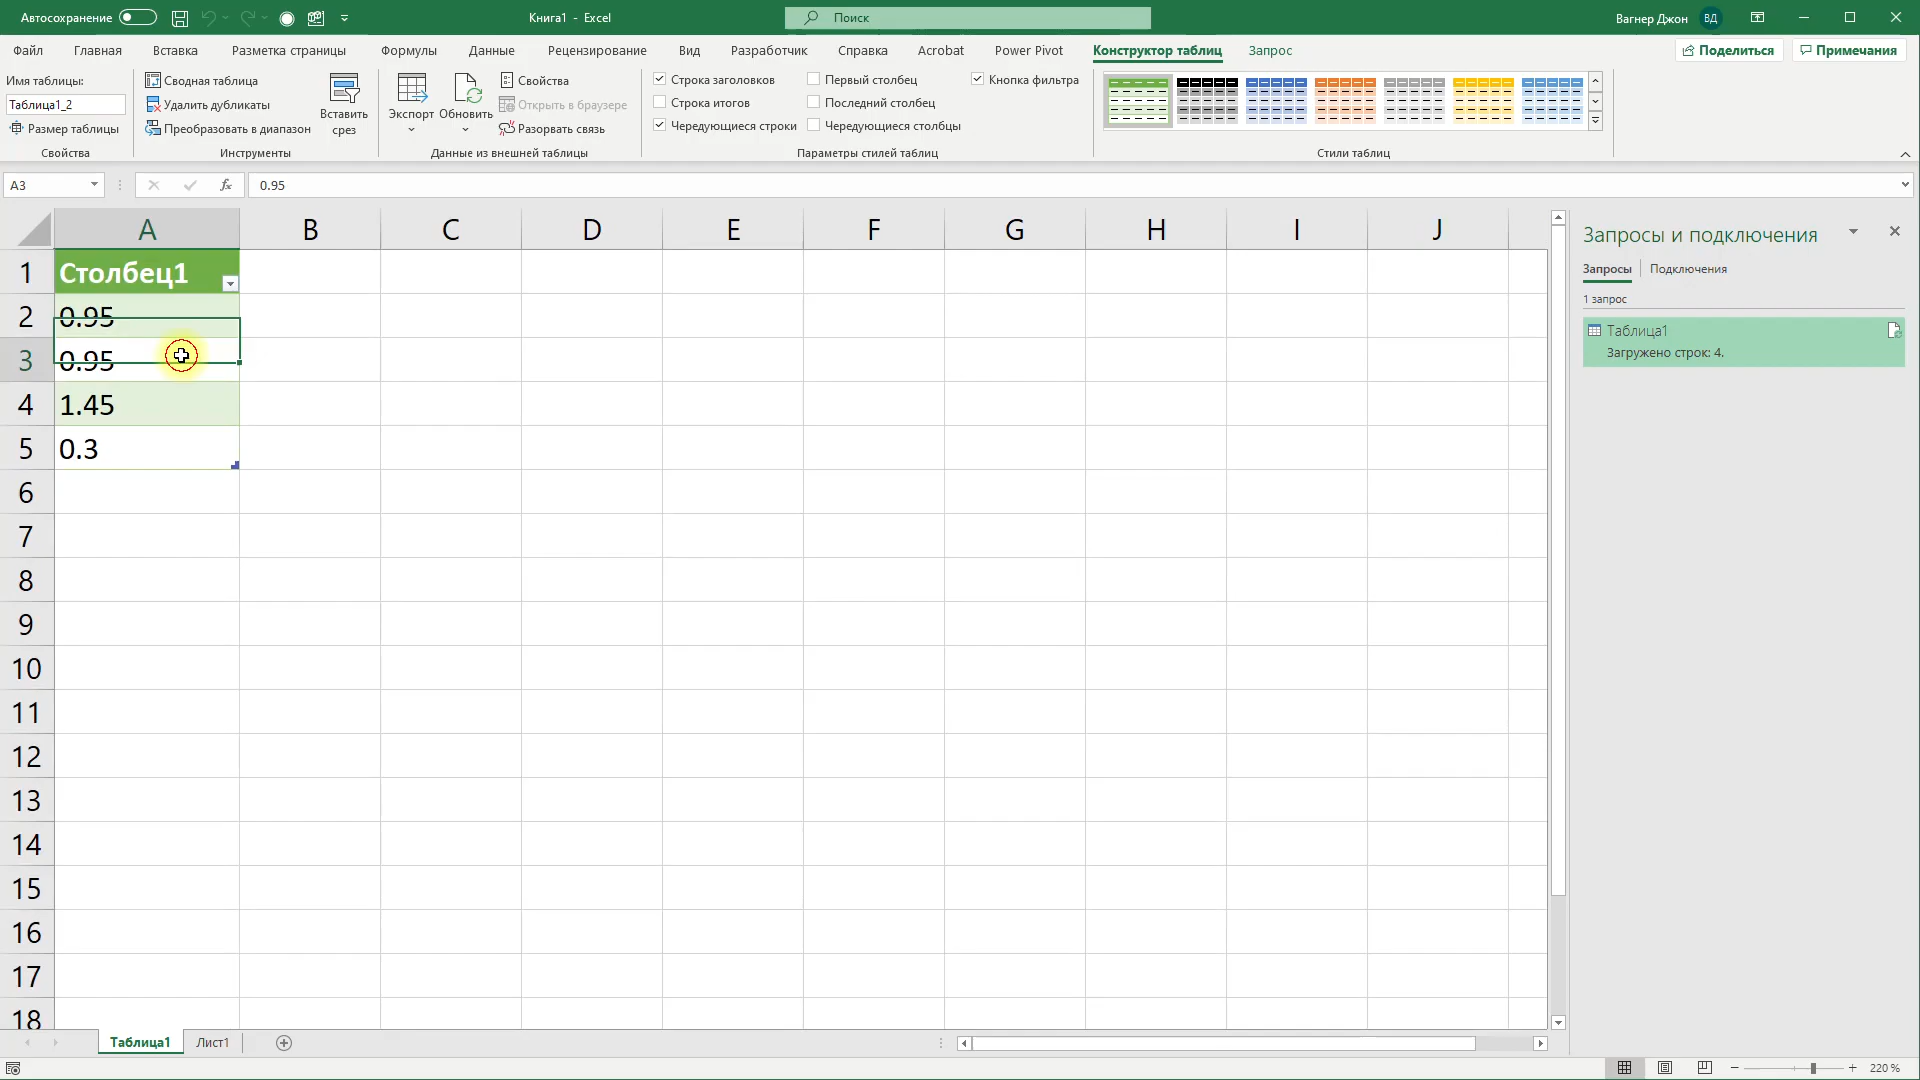 Автосохранение
Книга1 - Excel
Поиск
Вагнер Джон ВД
Файл Главная Вставка Разметка страницы Формулы Данные Рецензирование Вид Разработчик Справка Acrobat Power Pivot Конструктор таблиц Запрос Поделиться Примечания
Имя таблицы:
Таблица1_2
Размер таблицы
Свойства
Сводная таблица
Удалить дубликаты
Преобразовать в диапазон
Вставить
срез
Инструменты
Экспорт
Обновить
Свойства
Открыть в браузере
Разорвать связь
Данные из внешней таблицы
Строка заголовков
Строка итогов
Чередующиеся строки
Первый столбец
Последний столбец
Чередующиеся столбцы
Кнопка фильтра
Параметры стилей таблиц
Стили таблиц
A3 fx 0.95
A B C D E F G H I J
1 Столбец1
2 0.95
3 0.95
4 1.45
5 0.3
6
7
8
9
10
11
12
13
14
15
16
17
18
Запросы и подключения
Запросы Подключения
1 запрос
Таблица1
Загружено строк: 4.
Таблица1 Лист1
220 %